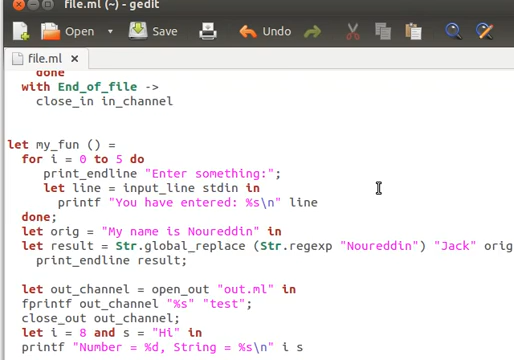 file.ml (~) - gedit
Open Save Undo
file.ml
done
with End_of_file ->
close_in in_channel
let my_fun () =
for i = 0 to 5 do
print_endline "Enter something:";
let line = input_line stdin in
printf "You have entered: %s\n" line
done;
let orig = "My name is Noureddin" in
let result = Str.global_replace (Str.regexp "Noureddin") "Jack" orig
print_endline result;
let out_channel = open_out "out.ml" in
fprintf out_channel "%s" "test";
close_out out_channel;
let i = 8 and s = "Hi" in
printf "Number = %d, String = %s\n" i s